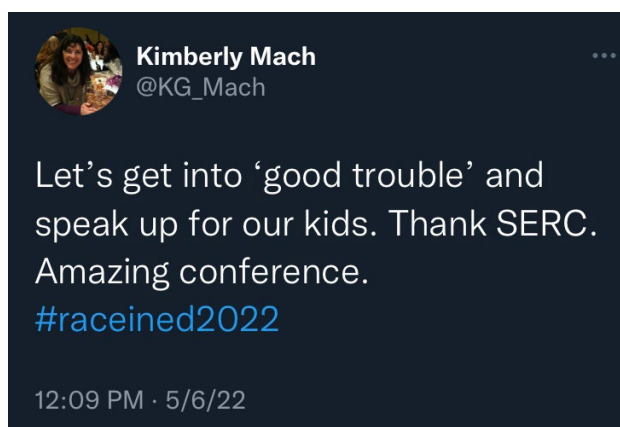 Kimberly Mach
@KG_Mach
Let’s get into ‘good trouble’ and
speak up for our kids. Thank SERC.
Amazing conference.
#raceined2022
12:09 PM · 5/6/22